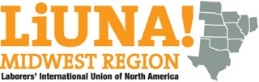 LiUNA!
MIDWEST REGION
Laborers' International Union of North America